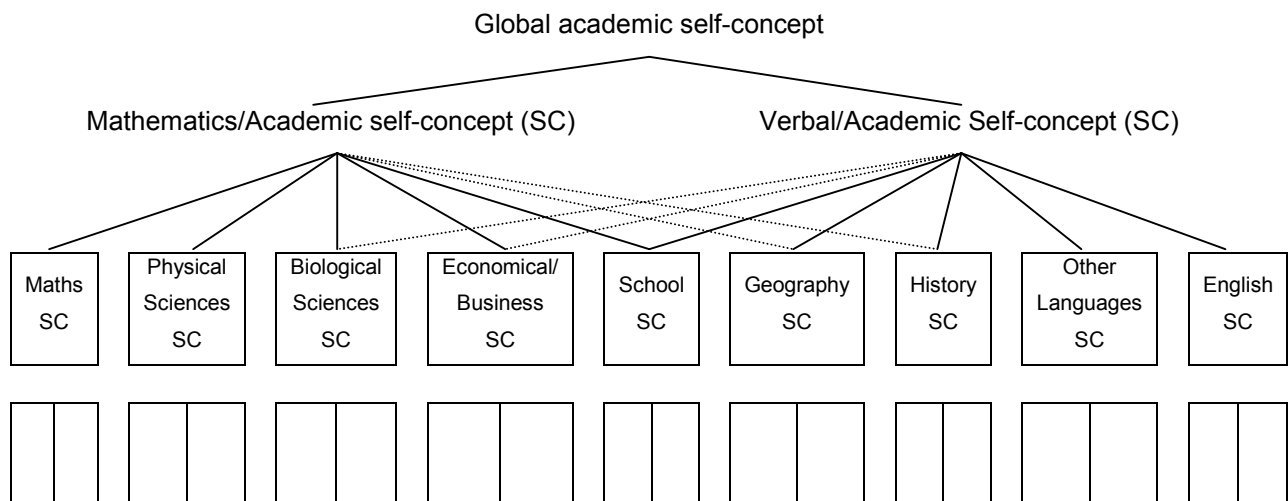 Global academic self-concept
Mathematics/Academic self-concept (SC)
Verbal/Academic Self-concept (SC)
Maths
SC
Physical
Sciences
SC
Biological
Sciences
SC
Economical/
Business
SC
School
SC
Geography
SC
History
SC
Other
Languages
SC
English
SC